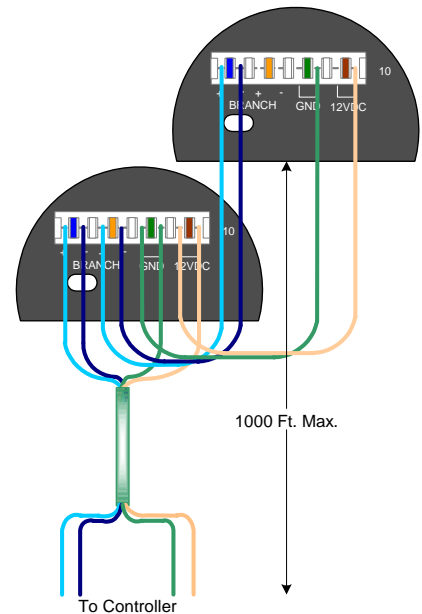 10
+ - + -
BRANCH GND 12VDC
10
+ - + -
BRANCH GND 12VDC
1000 Ft. Max.
To Controller